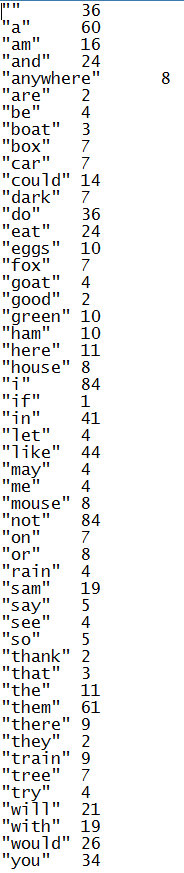 ""	36
"a"	60
"am"	16
"and"	24
"anywhere"	8
"are"	2
"be"	4
"boat"	3
"box"	7
"car"	7
"could"	14
"dark"	7
"do"	36
"eat"	24
"eggs"	10
"fox"	7
"goat"	4
"good"	2
"green"	10
"ham"	10
"here"	11
"house"	8
"i"	84
"if"	1
"in"	41
"let"	4
"like"	44
"may"	4
"me"	4
"mouse"	8
"not"	84
"on"	7
"or"	8
"rain"	4
"sam"	19
"say"	5
"see"	4
"so"	5
"thank"	2
"that"	3
"the"	11
"them"	61
"there"	9
"they"	2
"train"	9
"tree"	7
"try"	4
"will"	21
"with"	19
"would"	26
"you"	34